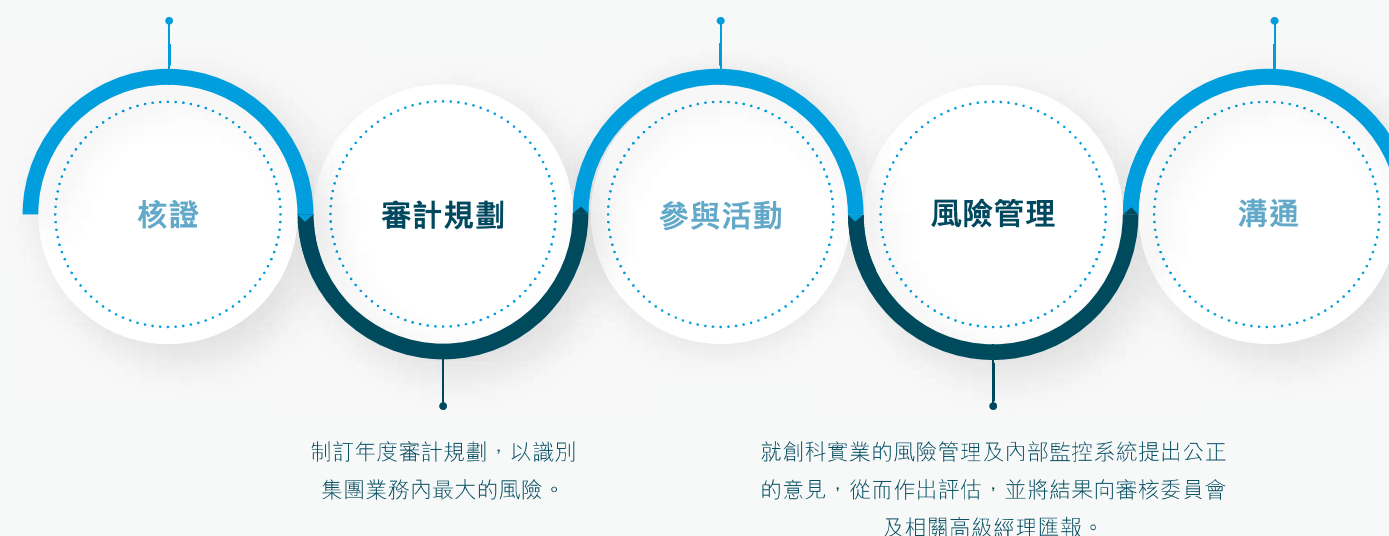 核證
審計規劃
參與活動
風險管理
溝通
制訂年度審計規劃，以識別
集團業務內最大的風險。
就創科實業的風險管理及內部監控系統提出公正
的意見，從而作出評估，並將結果向審核委員會
及相關高級經理匯報。